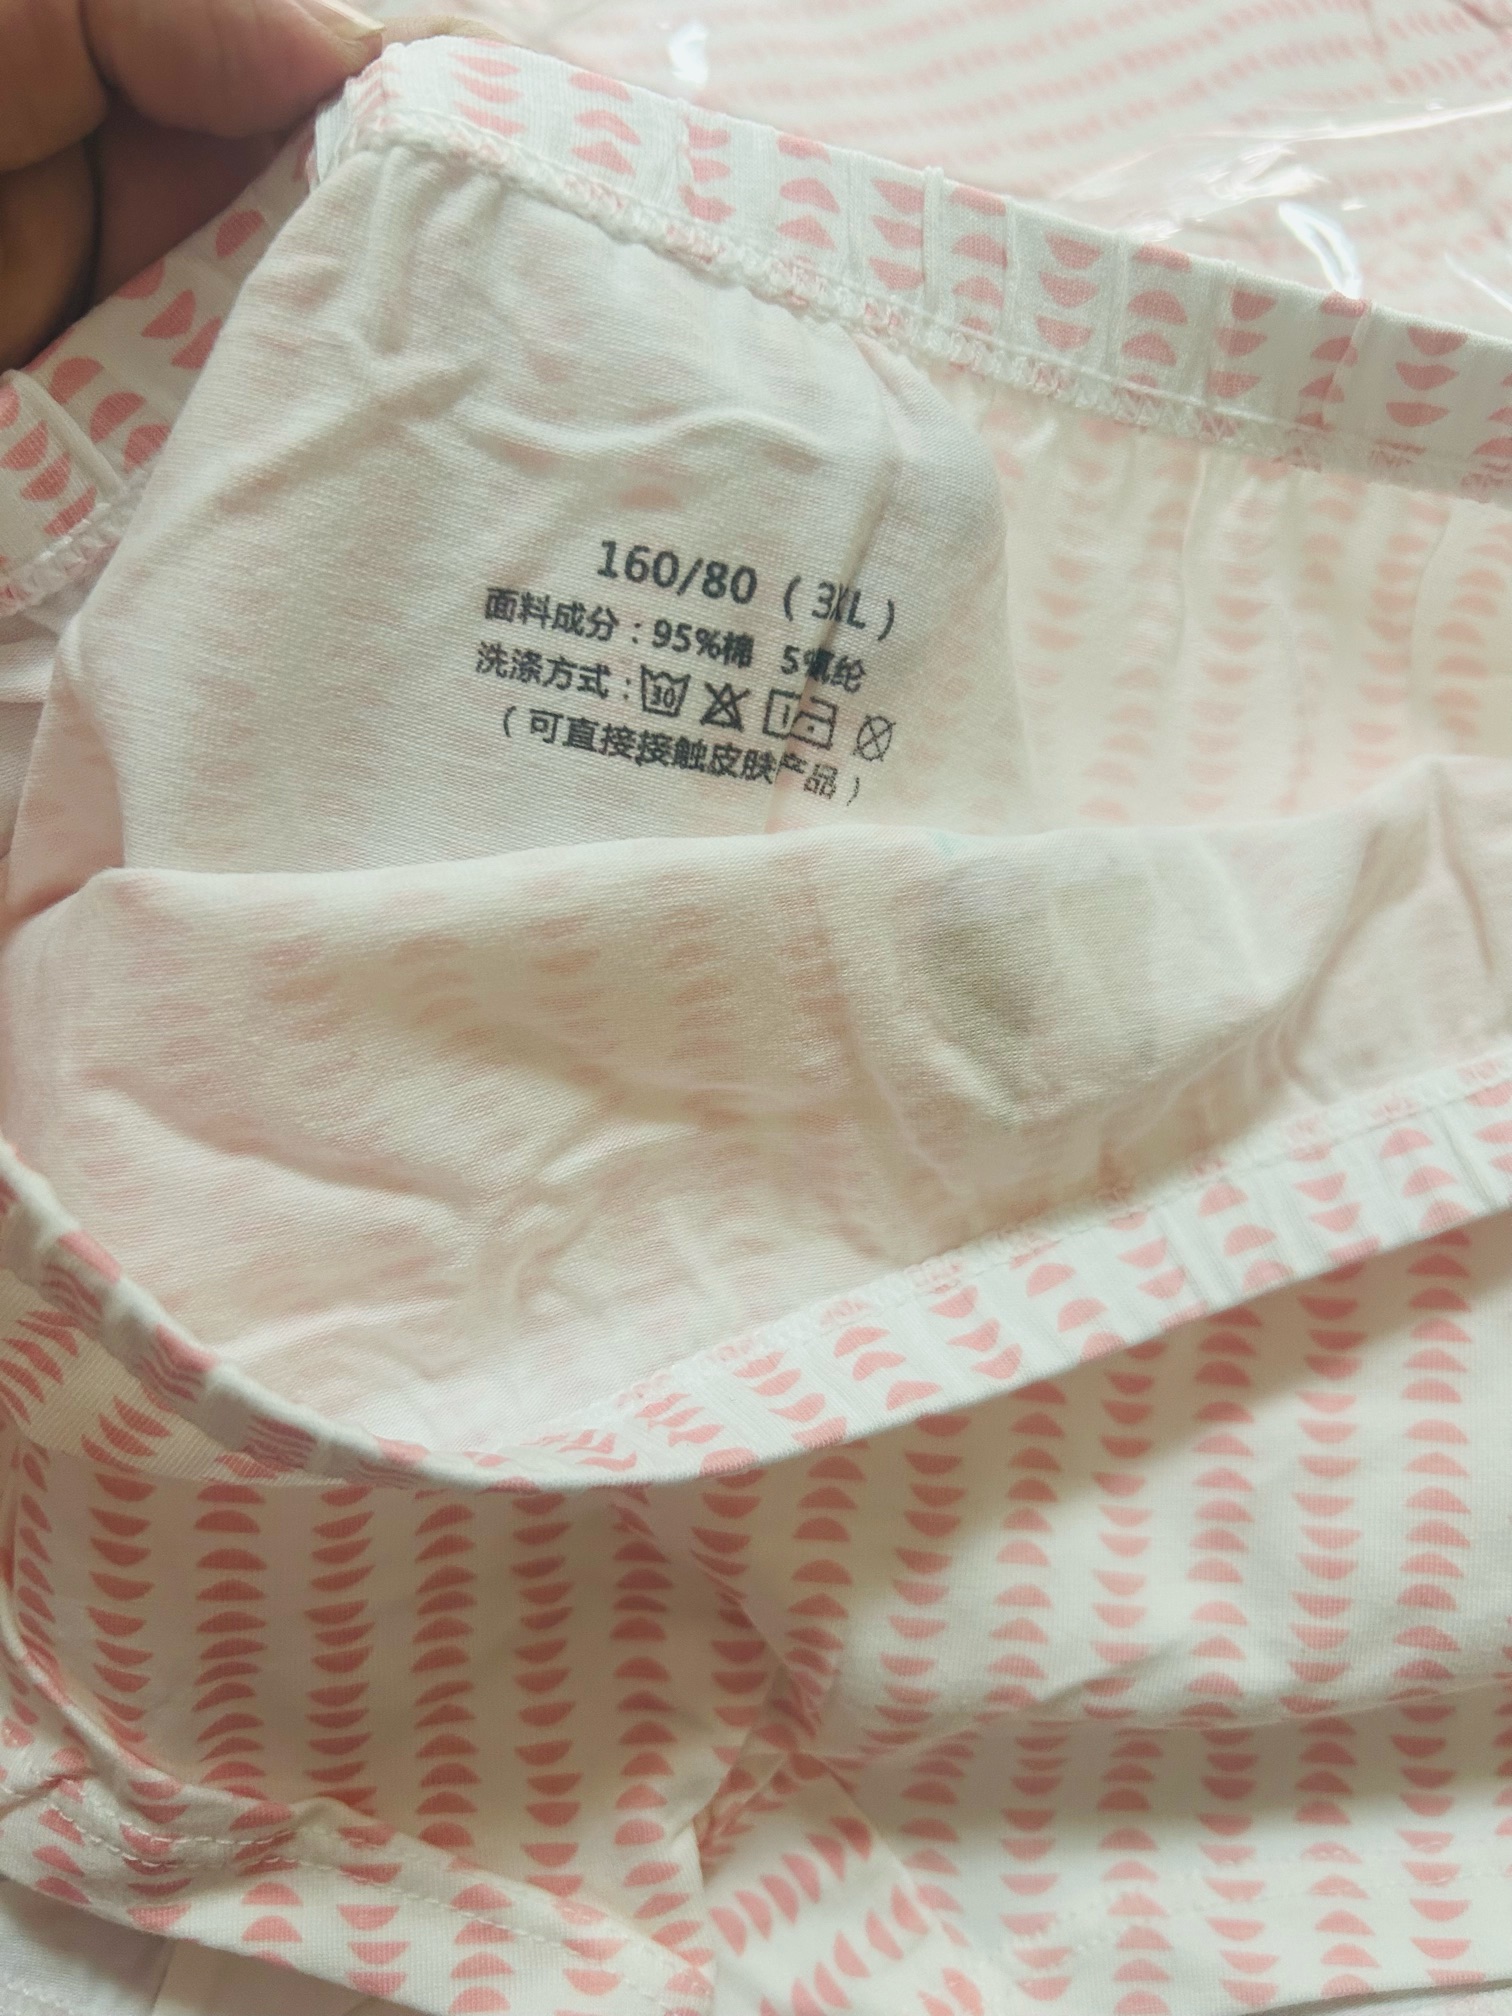 160/80（3XL）
面料成分：95%棉 5%氨纶
洗涤方式：30
（可直接接触皮肤产品）